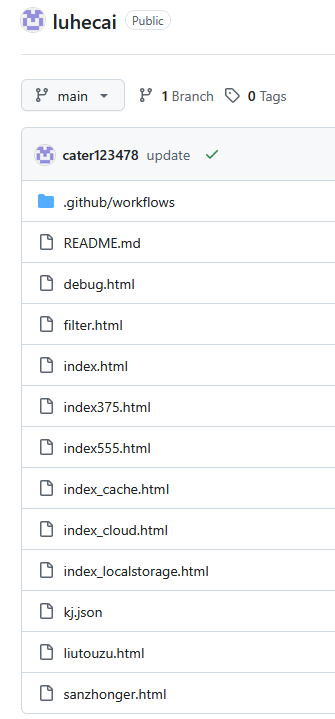 luhecai Public
main 1 Branch 0 Tags
cater123478 update
.github/workflows
README.md
debug.html
filter.html
index.html
index375.html
index555.html
index_cache.html
index_cloud.html
index_localstorage.html
kj.json
liutouzu.html
sanzhonger.html